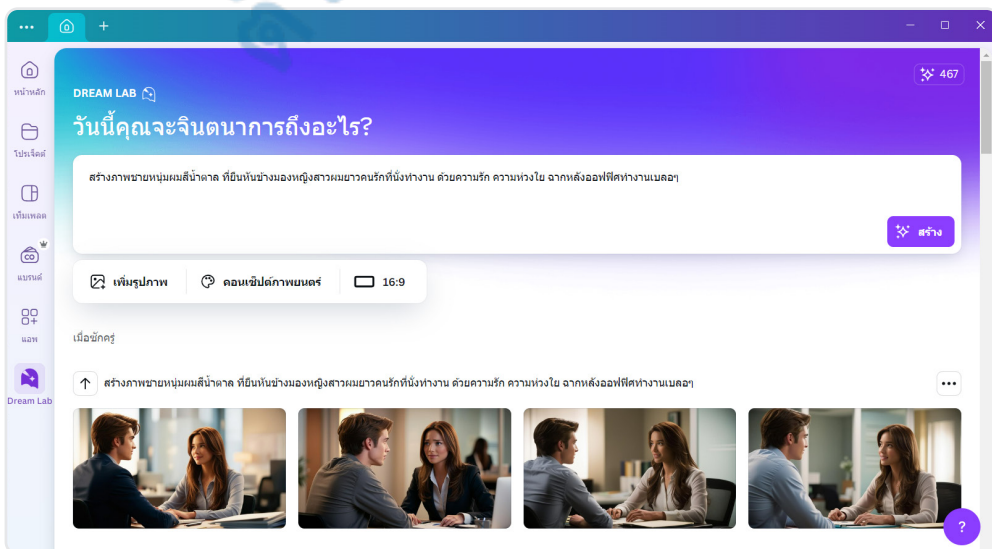 467
หน้าหลัก
DREAM LAB
วันนี้คุณจะจินตนาการถึงอะไร?
โปรเจ็คต์
สร้างภาพชายหนุ่มผมสีน้ำตาล ที่ยืนหันข้างมองหญิงสาวผมยาวคนรักที่นั่งทำงาน ด้วยความรัก ความห่วงใย ฉากหลังออฟฟิศทำงานเบลอๆ
เท็มเพลต
สร้าง
CO
แบรนด์
เพิ่มรูปภาพ
คอนเซ็ปต์ภาพยนตร์
16:9
แอพ
เมื่อซักครู่
สร้างภาพชายหนุ่มผมสีน้ำตาล ที่ยืนหันข้างมองหญิงสาวผมยาวคนรักที่นั่งทำงาน ด้วยความรัก ความห่วงใย ฉากหลังออฟฟิศทำงานเบลอๆ
Dream Lab
?